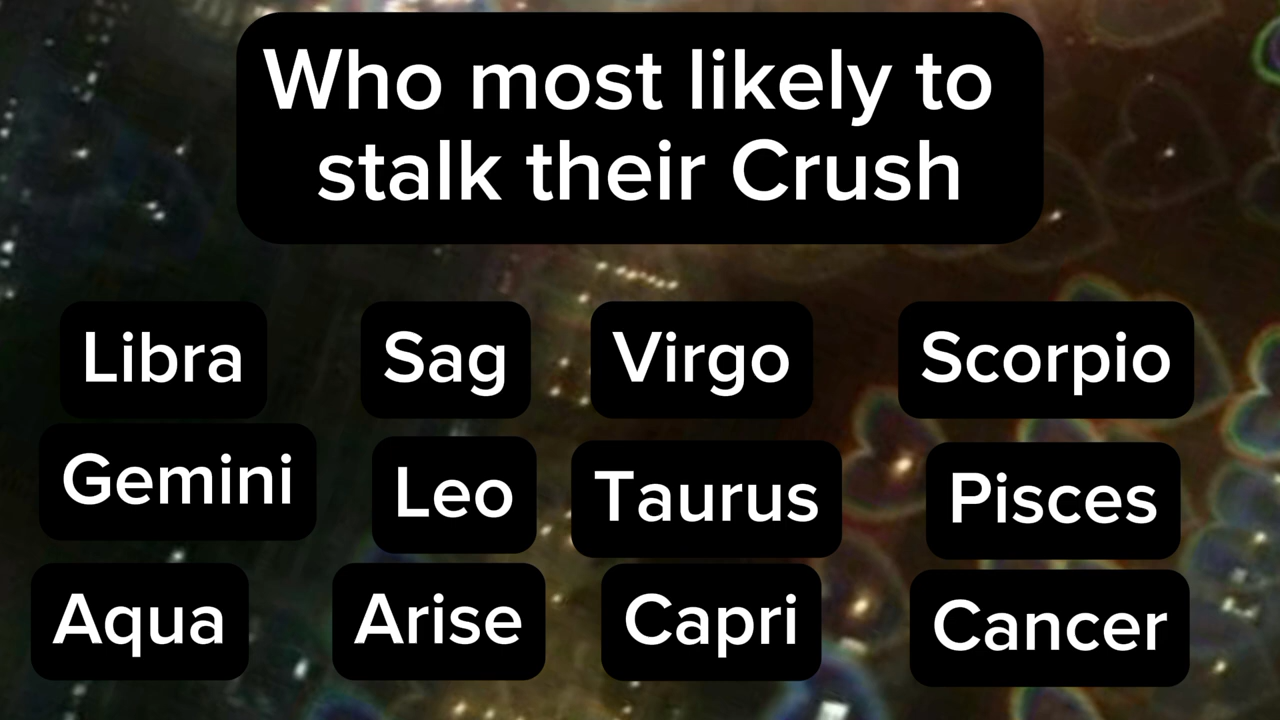 Who most likely to
stalk their Crush
Libra
Sag
Virgo
Scorpio
Gemini
Leo
Taurus
Pisces
Aqua
Arise
Capri
Cancer